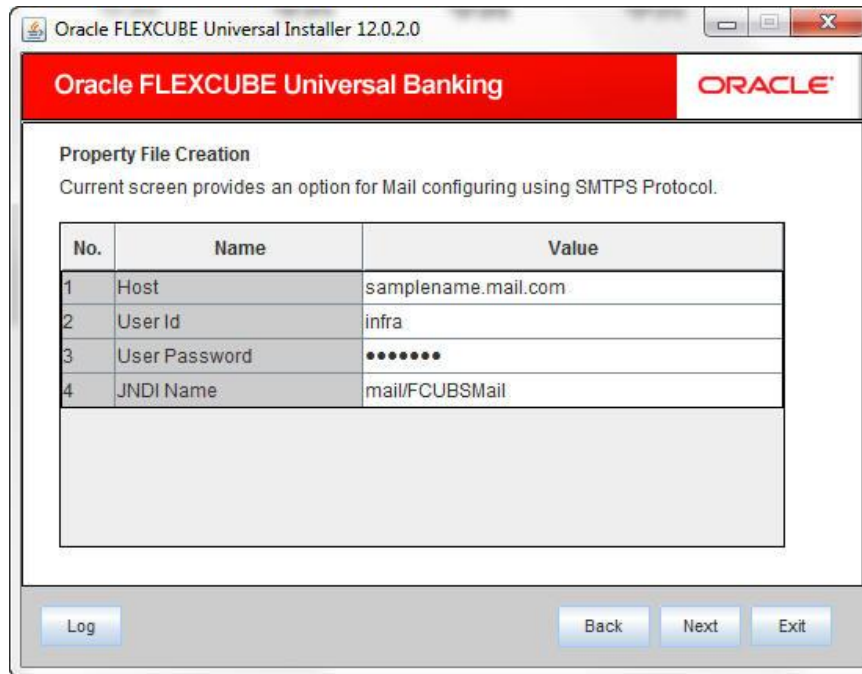 Oracle FLEXCUBE Universal Installer 12.0.2.0
Oracle FLEXCUBE Universal Banking
ORACLE
Property File Creation
Current screen provides an option for Mail configuring using SMTPS Protocol.
No. Name Value
1 Host samplename.mail.com
2 User Id infra
3 User Password •••••••
4 JNDI Name mail/FCUBSMail
Log Back Next Exit